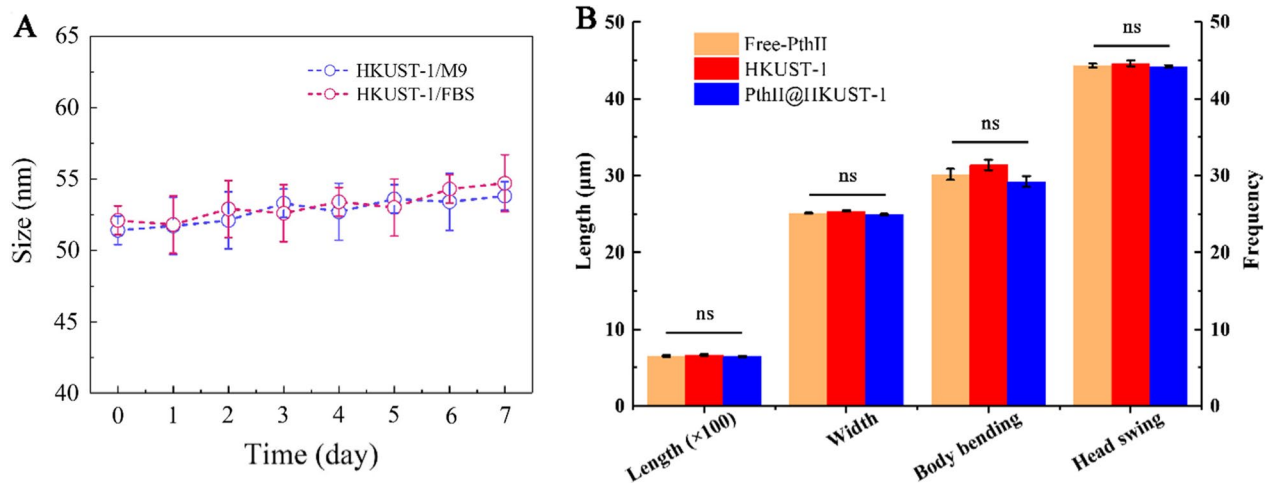 A
65
60
55
50
45
40
Size (nm)
HKUST-1/M9
HKUST-1/FBS
0 1 2 3 4 5 6 7
Time (day)
B
50
40
30
20
10
0
Length (μm)
Free-PthII
HKUST-1
PthII@IIKUST-1
ns
ns
ns
ns
50
40
30
20
10
0
Frequency
Length (×100)
Width
Body bending
Head swing